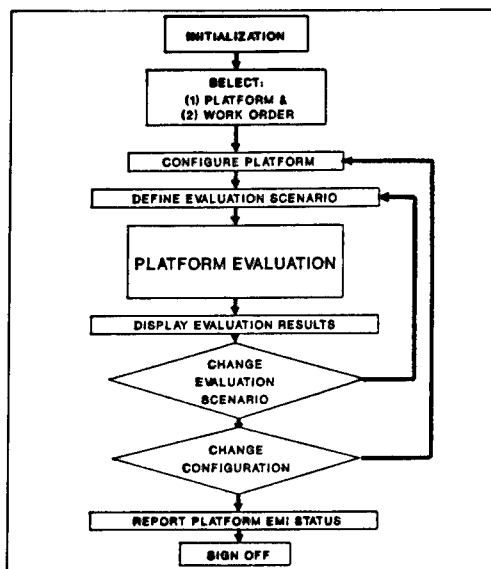 INITIALIZATION
SELECT:
(1) PLATFORM &
(2) WORK ORDER
CONFIGURE PLATFORM
DEFINE EVALUATION SCENARIO
PLATFORM EVALUATION
DISPLAY EVALUATION RESULTS
CHANGE
EVALUATION
SCENARIO
CHANGE
CONFIGURATION
REPORT PLATFORM EMI STATUS
SIGN OFF